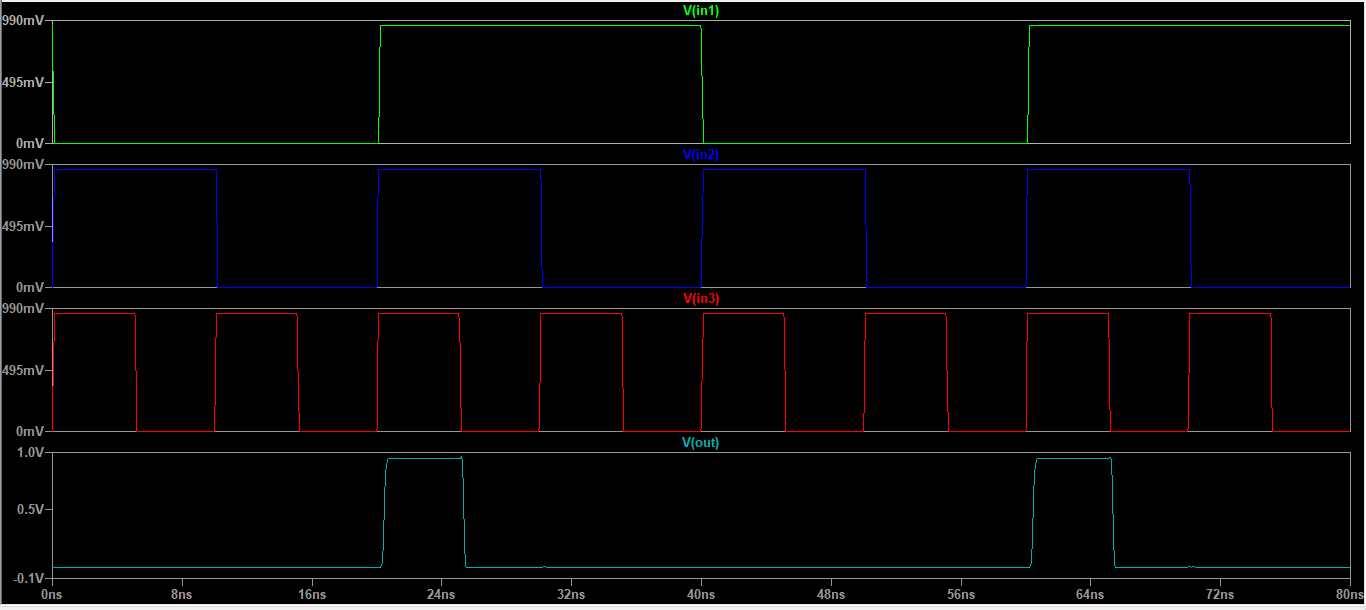 V(in1)
990mV
495mV
0mV
V(in2)
990mV
495mV
0mV
V(in3)
990mV
495mV
0mV
V(out)
1.0V
0.5V
-0.1V
0ns 8ns 16ns 24ns 32ns 40ns 48ns 56ns 64ns 72ns 80ns